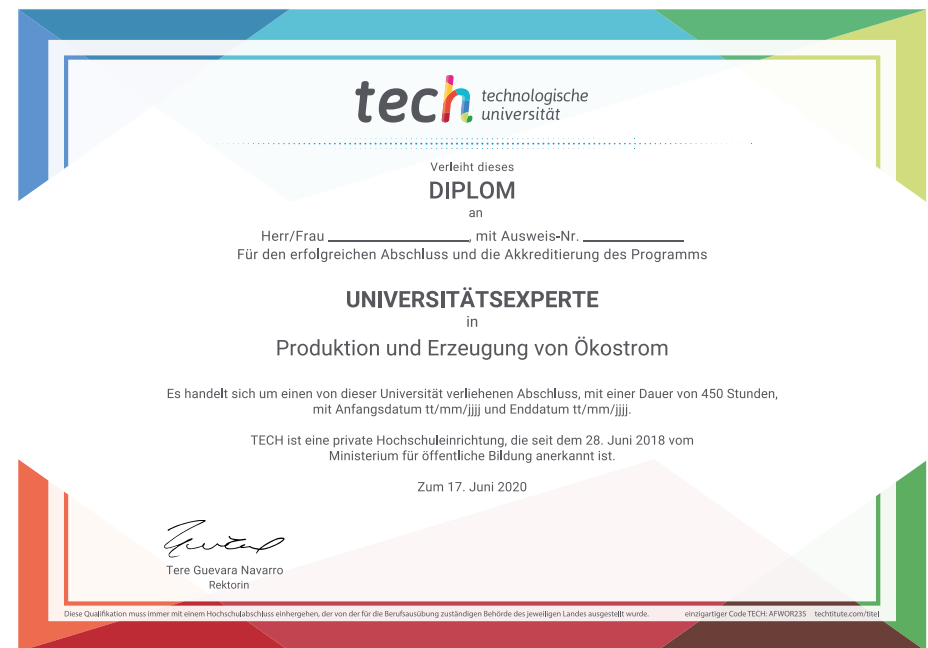 tech technologische
universität
Verleiht dieses
DIPLOM
an
Herr/Frau ____________, mit Ausweis-Nr. ____________
Für den erfolgreichen Abschluss und die Akkreditierung des Programms
UNIVERSITÄTSEXPERTE
in
Produktion und Erzeugung von Ökostrom
Es handelt sich um einen von dieser Universität verliehenen Abschluss, mit einer Dauer von 450 Stunden,
mit Anfangsdatum tt/mm/jjjj und Enddatum tt/mm/jjjj.
TECH ist eine private Hochschuleinrichtung, die seit dem 28. Juni 2018 vom
Ministerium für öffentliche Bildung anerkannt ist.
Zum 17. Juni 2020
Tere Guevara Navarro
Rektorin
Diese Qualifikation muss immer mit einem Hochschulabschluss einhergehen, der von der für die Berufsausübung zuständigen Behörde des jeweiligen Landes ausgestellt wurde. einzigartiger Code TECH: AFWOR23S techtitute.com/titel